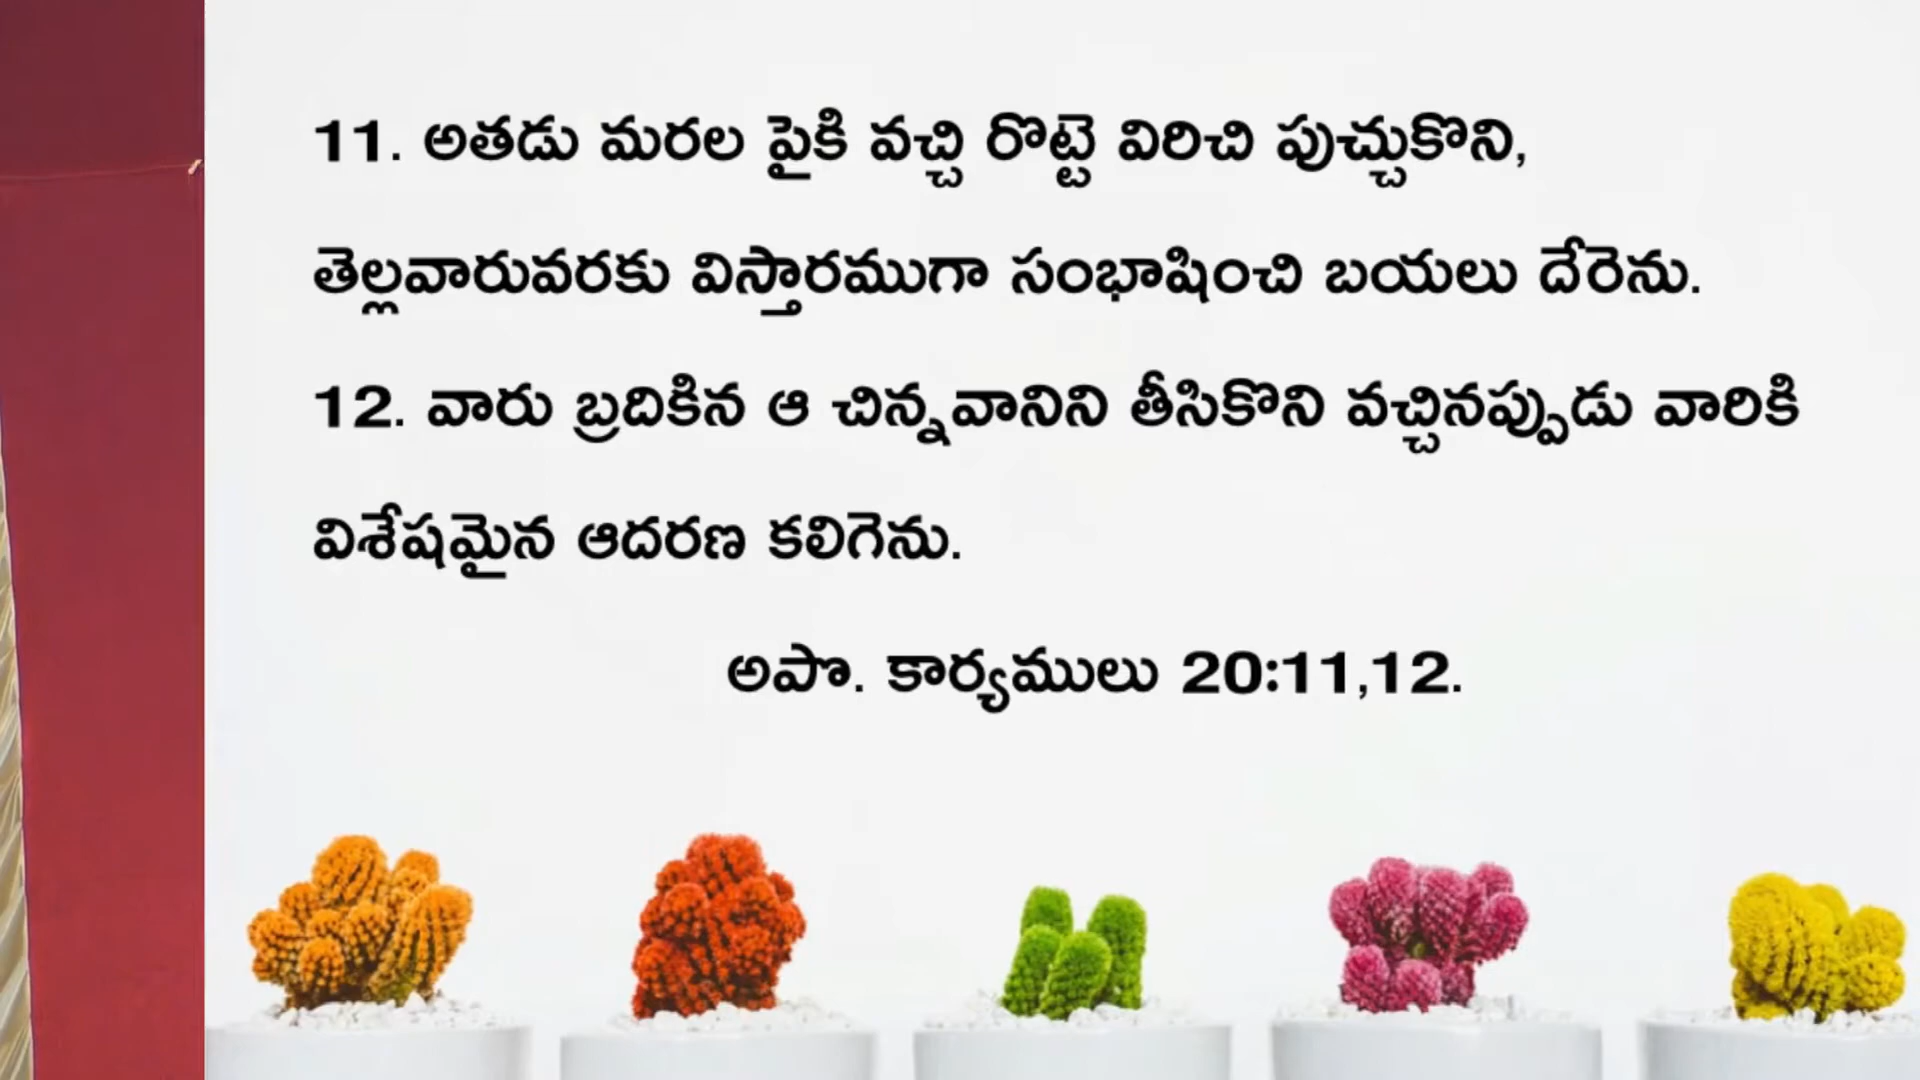 11. అతడు మరల పైకి వచ్చి రొట్టె విరిచి పుచ్చుకొని,
తెల్లవారువరకు విస్తారముగా సంభాషించి బయలు దేరెను.
12. వారు బ్రదికిన ఆ చిన్నవానిని తీసికొని వచ్చినప్పుడు వారికి
విశేషమైన ఆదరణ కలిగెను.
అపొ. కార్యములు 20:11,12.